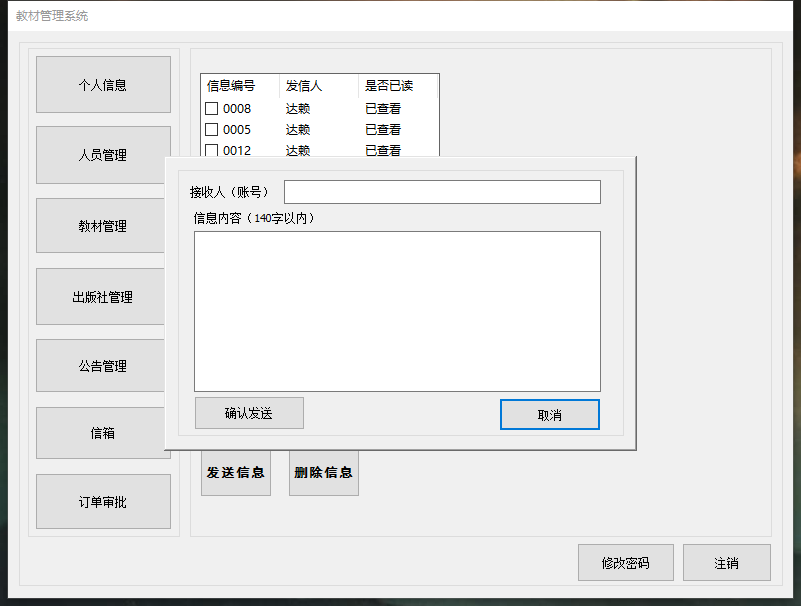 教材管理系统
个人信息
人员管理
教材管理
出版社管理
公告管理
信箱
订单审批
信息编号 发信人 是否已读
0008 达赖 已查看
0005 达赖 已查看
0012 达赖 已查看
接收人（账号）
信息内容（140字以内）
确认发送 取消
发送信息 删除信息
修改密码 注销